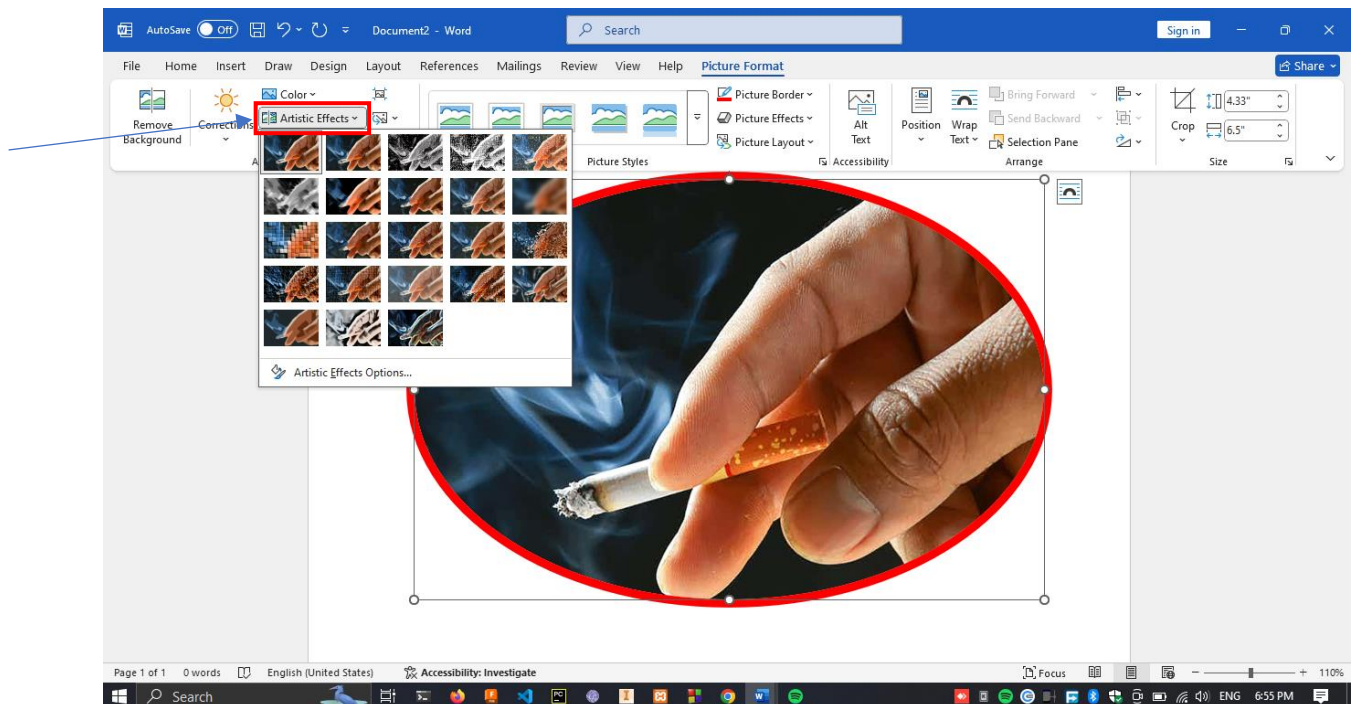 AutoSave Off Document2 - Word Search Sign in
File Home Insert Draw Design Layout References Mailings Review View Help Picture Format Share
Remove Background
Corrections
Color
Artistic Effects
Picture Border
Picture Effects
Picture Layout
Picture Styles
Alt Text
Accessibility
Position
Wrap Text
Bring Forward
Send Backward
Selection Pane
Arrange
Crop
4.33"
6.5"
Size
Artistic Effects Options...
Page 1 of 1 0 words English (United States) Accessibility: Investigate Focus 110%
Search ENG 6:55 PM